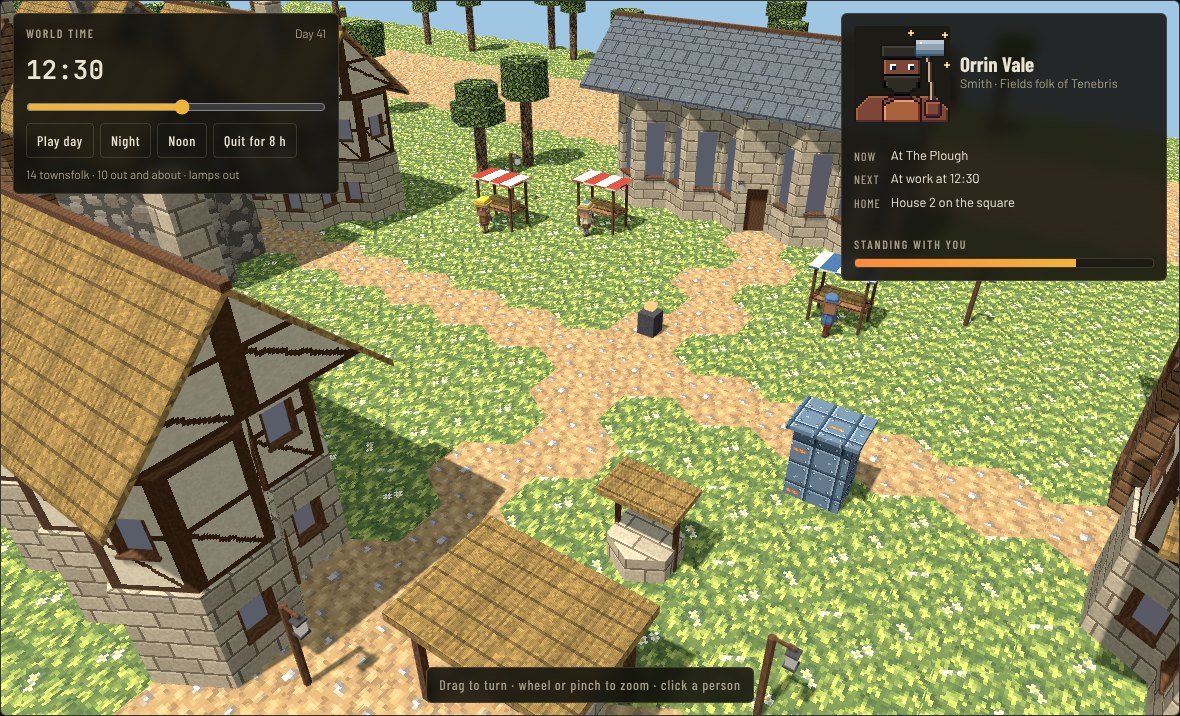 WORLD TIME
Day 41
12:30
Play day
Night
Noon
Quit for 8 h
14 townsfolk · 10 out and about · lamps out
Orrin Vale
Smith · Fields folk of Tenebris
NOW At The Plough
NEXT At work at 12:30
HOME House 2 on the square
STANDING WITH YOU
Drag to turn · wheel or pinch to zoom · click a person